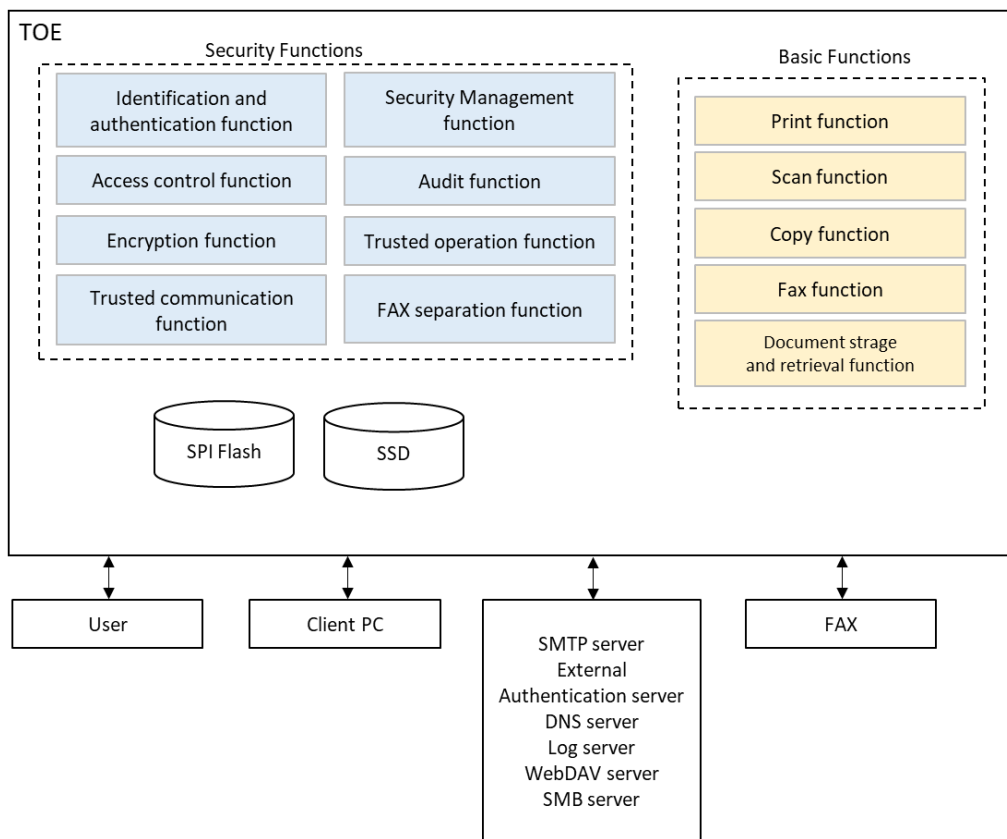 TOE
Security Functions
Identification and
authentication function
Security Management
function
Access control function
Audit function
Encryption function
Trusted operation function
Trusted communication
function
FAX separation function
Basic Functions
Print function
Scan function
Copy function
Fax function
Document strage
and retrieval function
SPI Flash
SSD
User
Client PC
SMTP server
External
Authentication server
DNS server
Log server
WebDAV server
SMB server
FAX